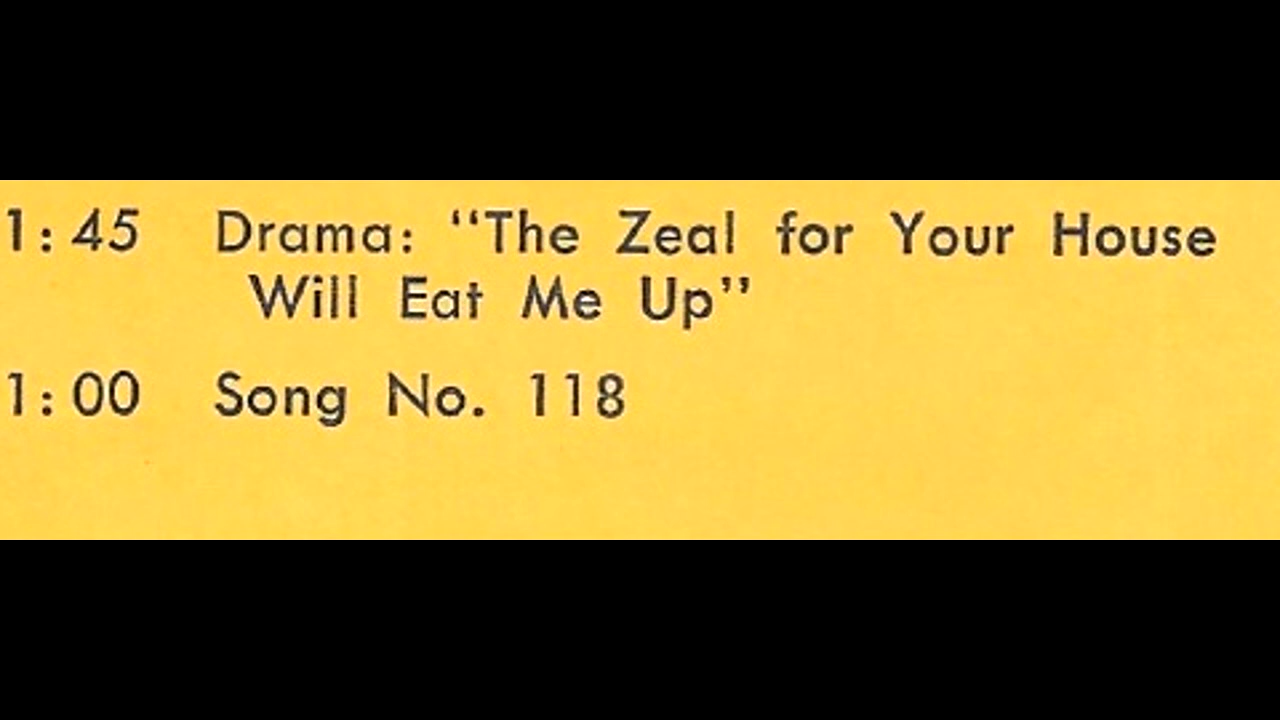 1:45 Drama: “The Zeal for Your House
Will Eat Me Up”
1:00 Song No. 118